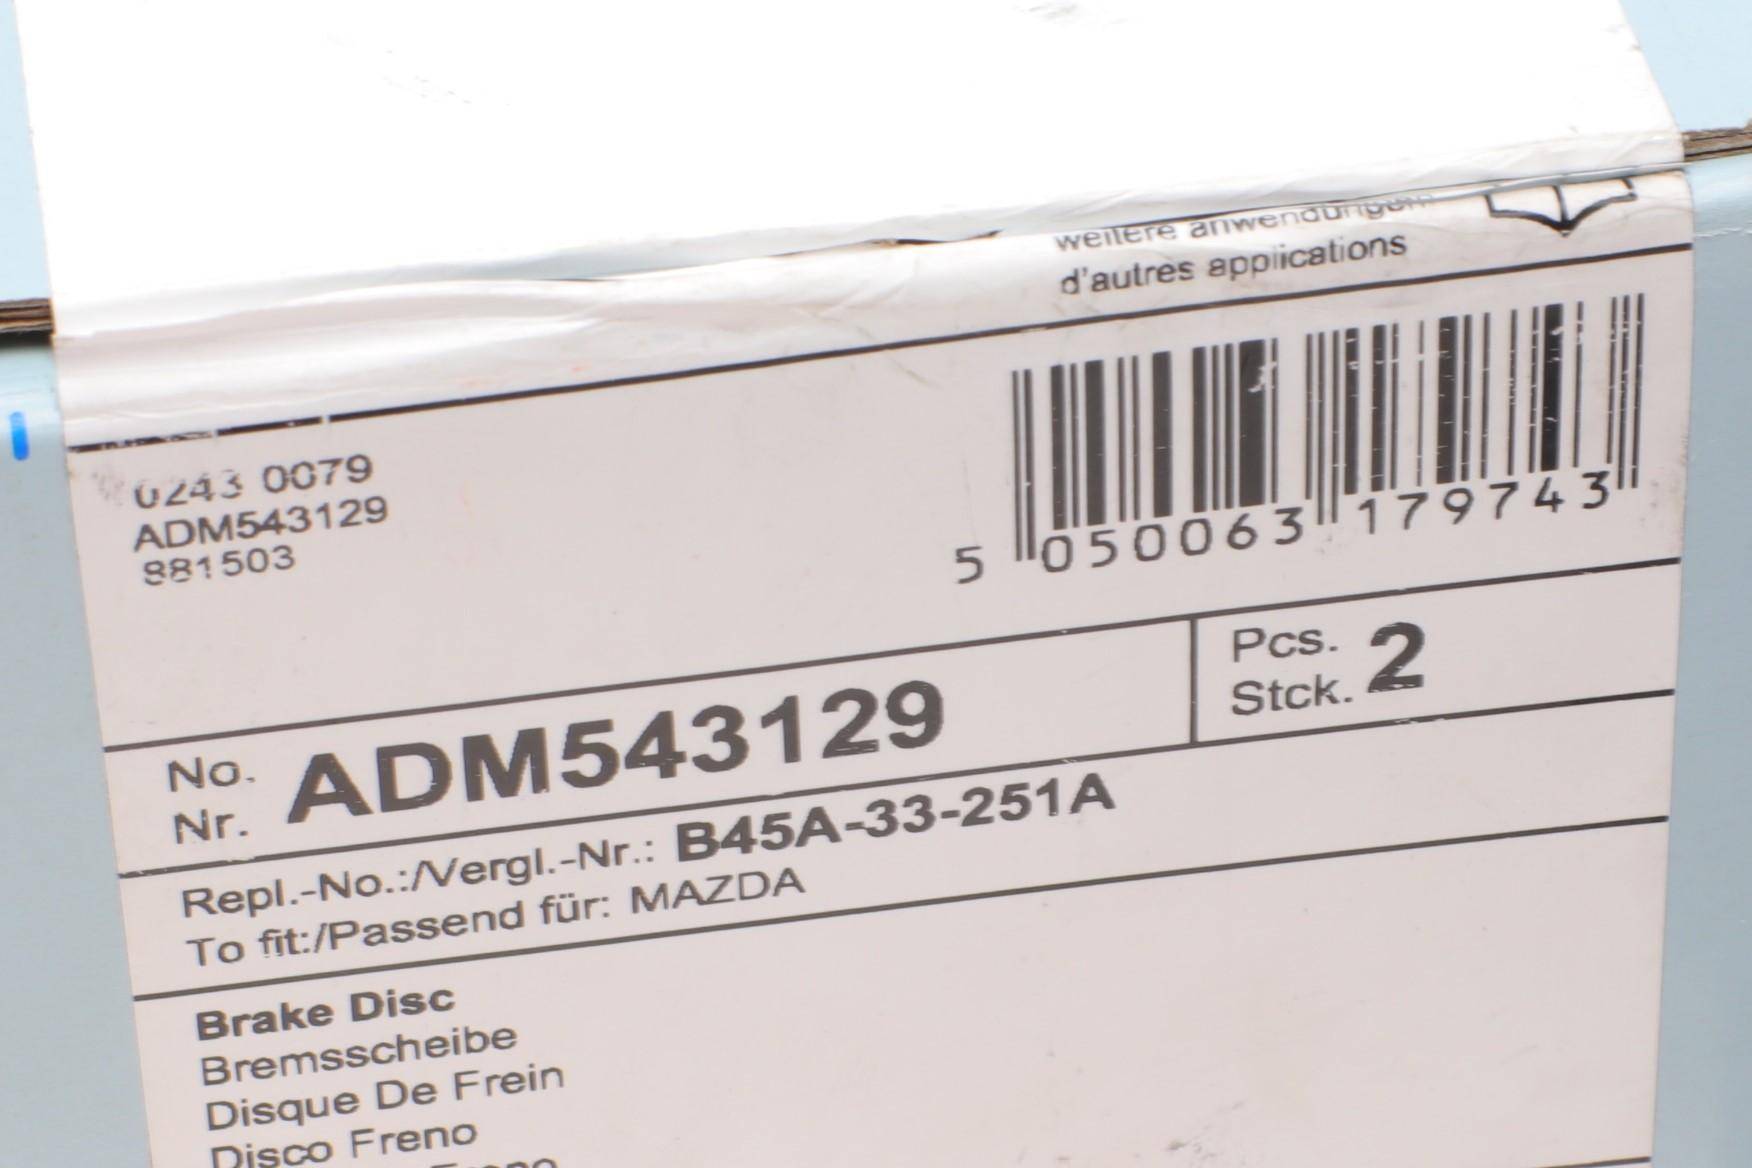 weitere anwendungen
d'autres applications
0243 0079
ADM543129
881503
5 050063 179743
No.
Nr. ADM543129
Pcs.
Stck. 2
Repl.-No.:/Vergl.-Nr.: B45A-33-251A
To fit:/Passend für: MAZDA
Brake Disc
Bremsscheibe
Disque De Frein
Disco Freno